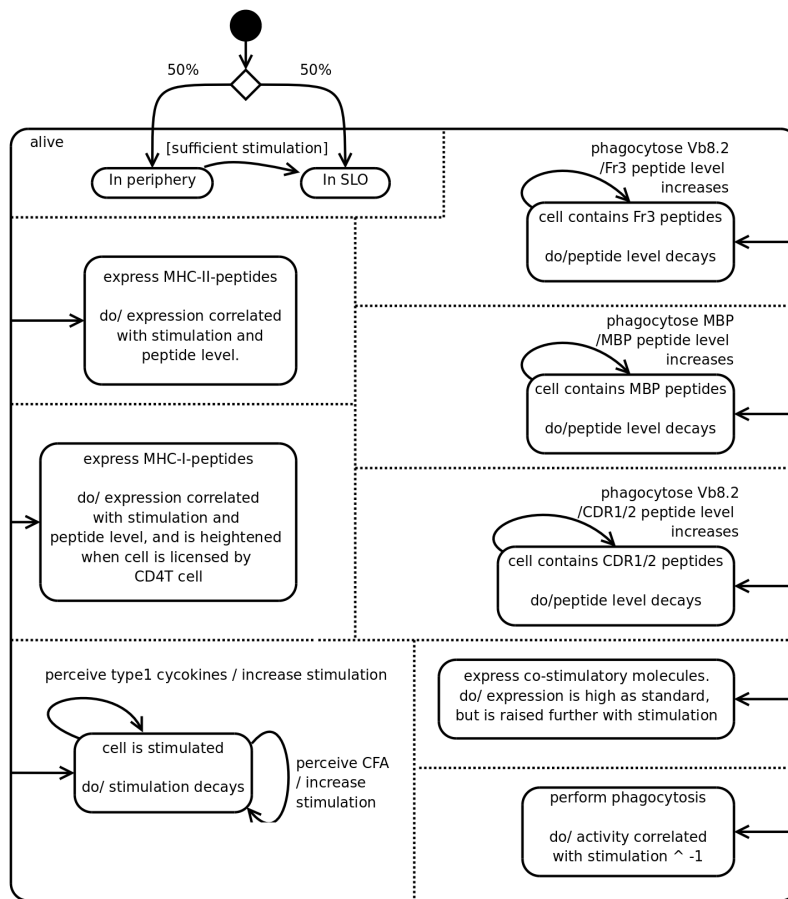 50%
50%
alive
[sufficient stimulation]
In periphery
In SLO
phagocytose Vb8.2
/Fr3 peptide level
increases
cell contains Fr3 peptides
do/peptide level decays
express MHC-II-peptides
do/ expression correlated
with stimulation and
peptide level.
phagocytose MBP
/MBP peptide level
increases
cell contains MBP peptides
do/peptide level decays
express MHC-I-peptides
do/ expression correlated
with stimulation and
peptide level, and is heightened
when cell is licensed by
CD4T cell
phagocytose Vb8.2
/CDR1/2 peptide level
increases
cell contains CDR1/2 peptides
do/peptide level decays
perceive type1 cycokines / increase stimulation
cell is stimulated
do/ stimulation decays
perceive CFA
/ increase
stimulation
express co-stimulatory molecules.
do/ expression is high as standard,
but is raised further with stimulation
perform phagocytosis
do/ activity correlated
with stimulation ^ -1